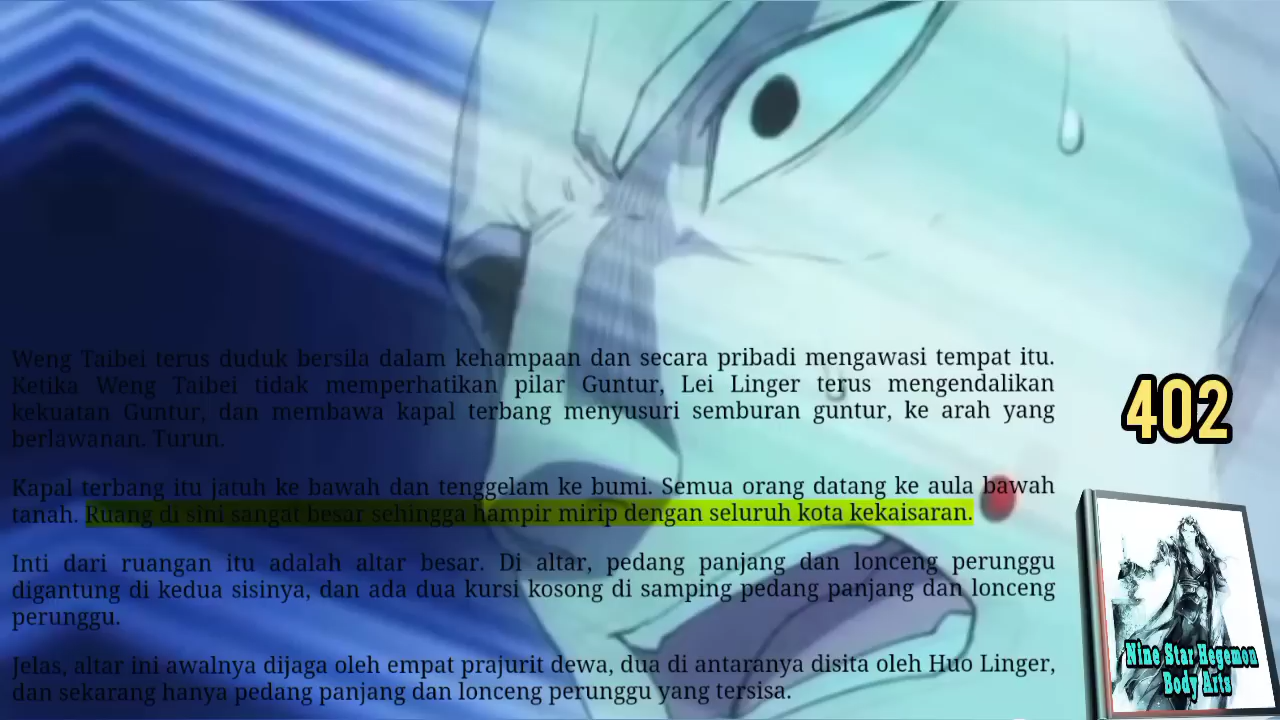 Weng Taibei terus duduk bersila dalam kehampaan dan secara pribadi mengawasi tempat itu.
Ketika Weng Taibei tidak memperhatikan pilar Guntur, Lei Linger terus mengendalikan
kekuatan Guntur, dan membawa kapal terbang menyusuri semburan guntur, ke arah yang
berlawanan. Turun.
Kapal terbang itu jatuh ke bawah dan tenggelam ke bumi. Semua orang datang ke aula bawah
tanah. Ruang di sini sangat besar sehingga hampir mirip dengan seluruh kota kekaisaran.
Inti dari ruangan itu adalah altar besar. Di altar, pedang panjang dan lonceng perunggu
digantung di kedua sisinya, dan ada dua kursi kosong di samping pedang panjang dan lonceng
perunggu.
Jelas, altar ini awalnya dijaga oleh empat prajurit dewa, dua di antaranya disita oleh Huo Linger,
dan sekarang hanya pedang panjang dan lonceng perunggu yang tersisa.
402
Nine Star Hegemon
Body Arts